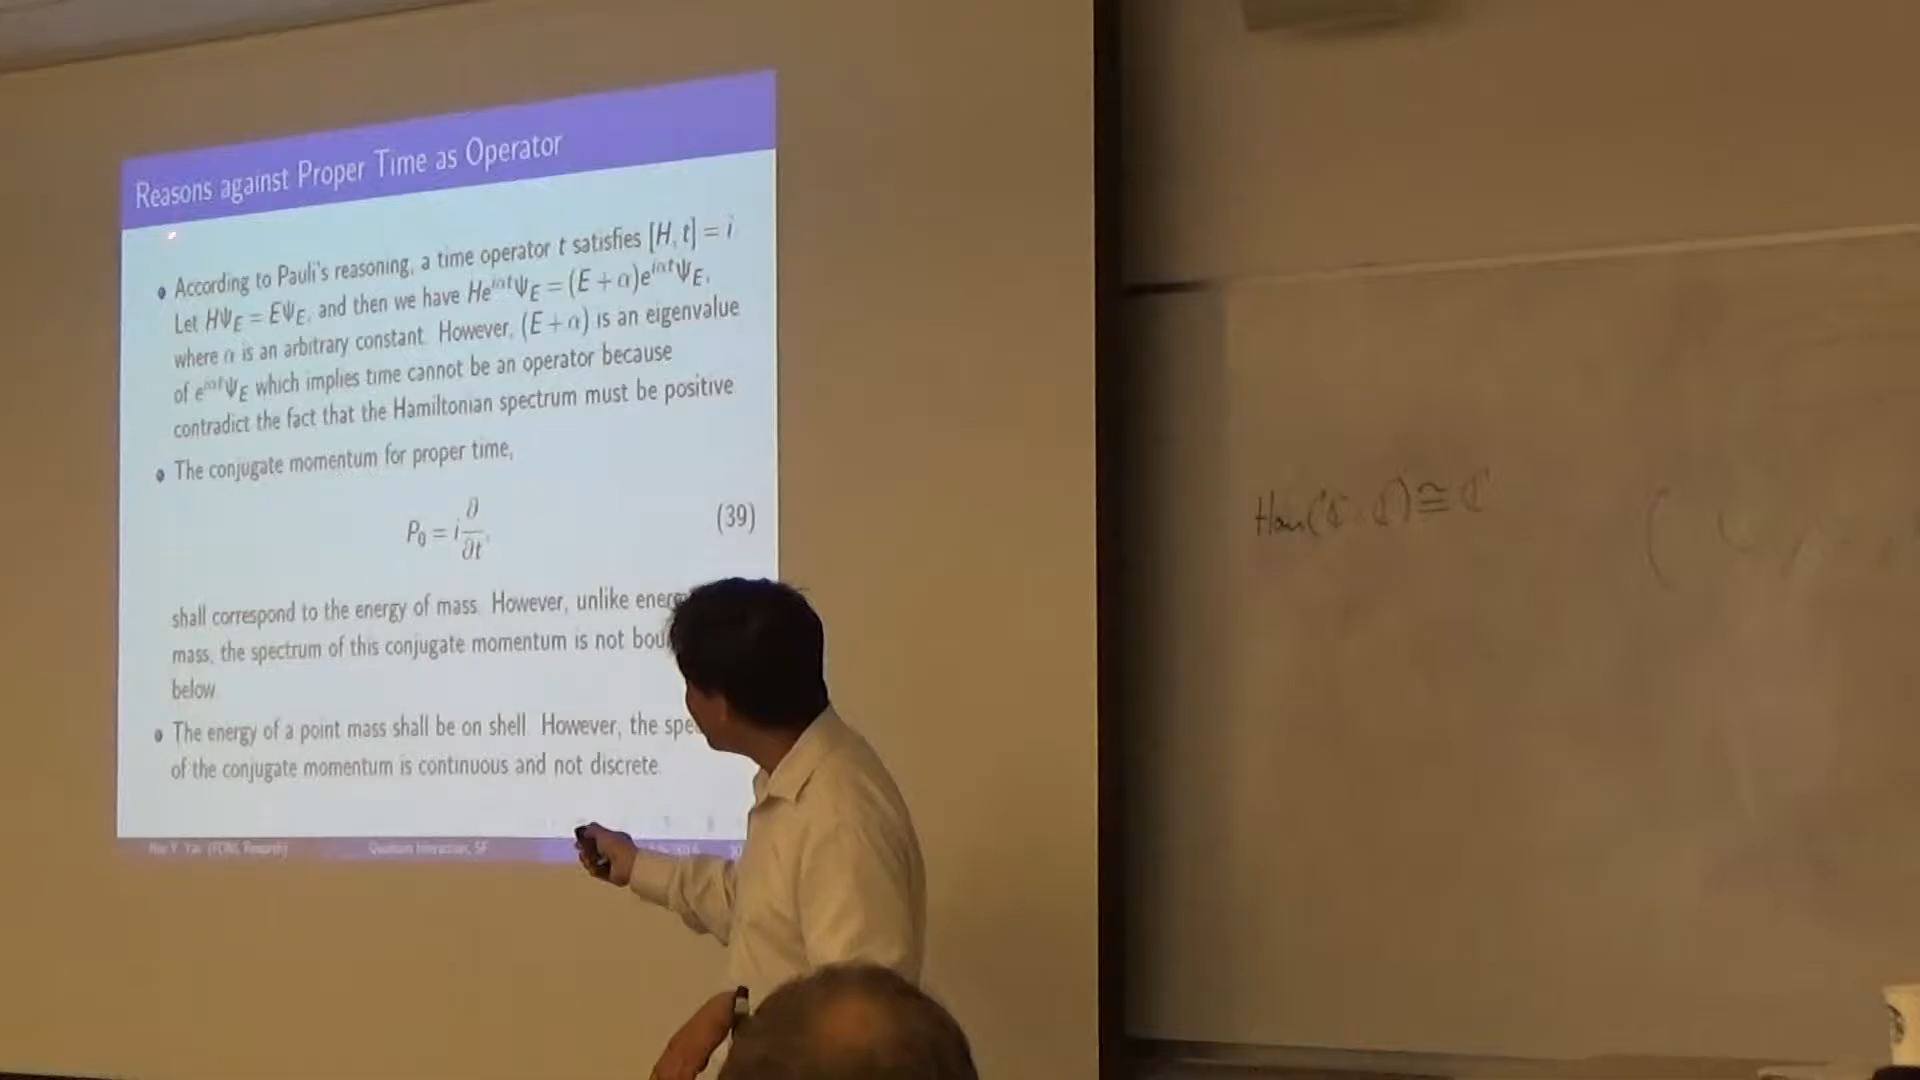 Reasons against Proper Time as Operator
• According to Pauli's reasoning, a time operator t satisfies [H, t] = i
Let HΨ_E = EΨ_E, and then we have He^{iαt}Ψ_E = (E + α)e^{iαt}Ψ_E,
where α is an arbitrary constant. However, (E + α) is an eigenvalue
of e^{iαt}Ψ_E which implies time cannot be an operator because
contradict the fact that the Hamiltonian spectrum must be positive
• The conjugate momentum for proper time,
P_0 = i ∂/∂t, (39)
shall correspond to the energy of mass. However, unlike
mass, the spectrum of this conjugate momentum is not
below.
• The energy of a point mass shall be on shell. However, the
of the conjugate momentum is continuous and not discrete.
Quantum Interaction, SF
Hom(ℂ, ℂ) ≅ ℂ